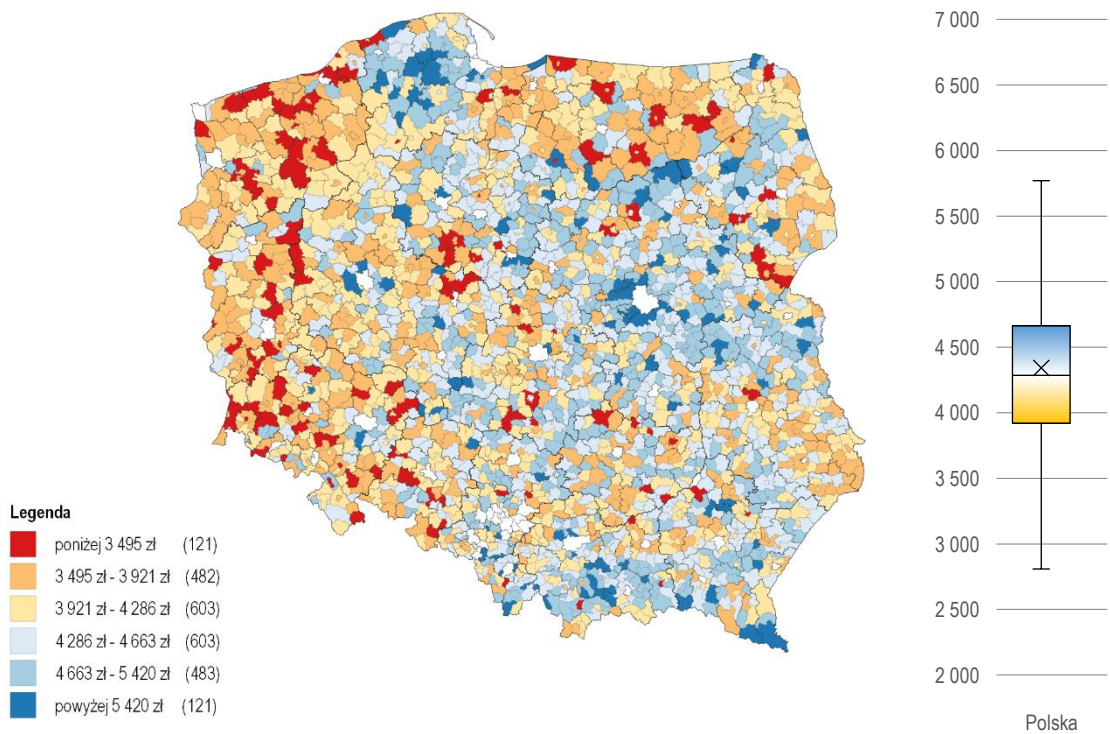 Legenda
poniżej 3 495 zł (121)
3 495 zł - 3 921 zł (482)
3 921 zł - 4 286 zł (603)
4 286 zł - 4 663 zł (603)
4 663 zł - 5 420 zł (483)
powyżej 5 420 zł (121)
7 000
6 500
6 000
5 500
5 000
4 500
4 000
3 500
3 000
2 500
2 000
Polska